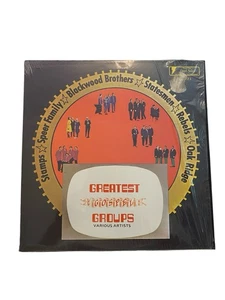 Stamps ☆ Speer Family ☆ Blackwood Brothers ☆ Statesmen ☆ Rebels ☆ Oak Ridge
GREATEST
GROUPS
VARIOUS ARTISTS